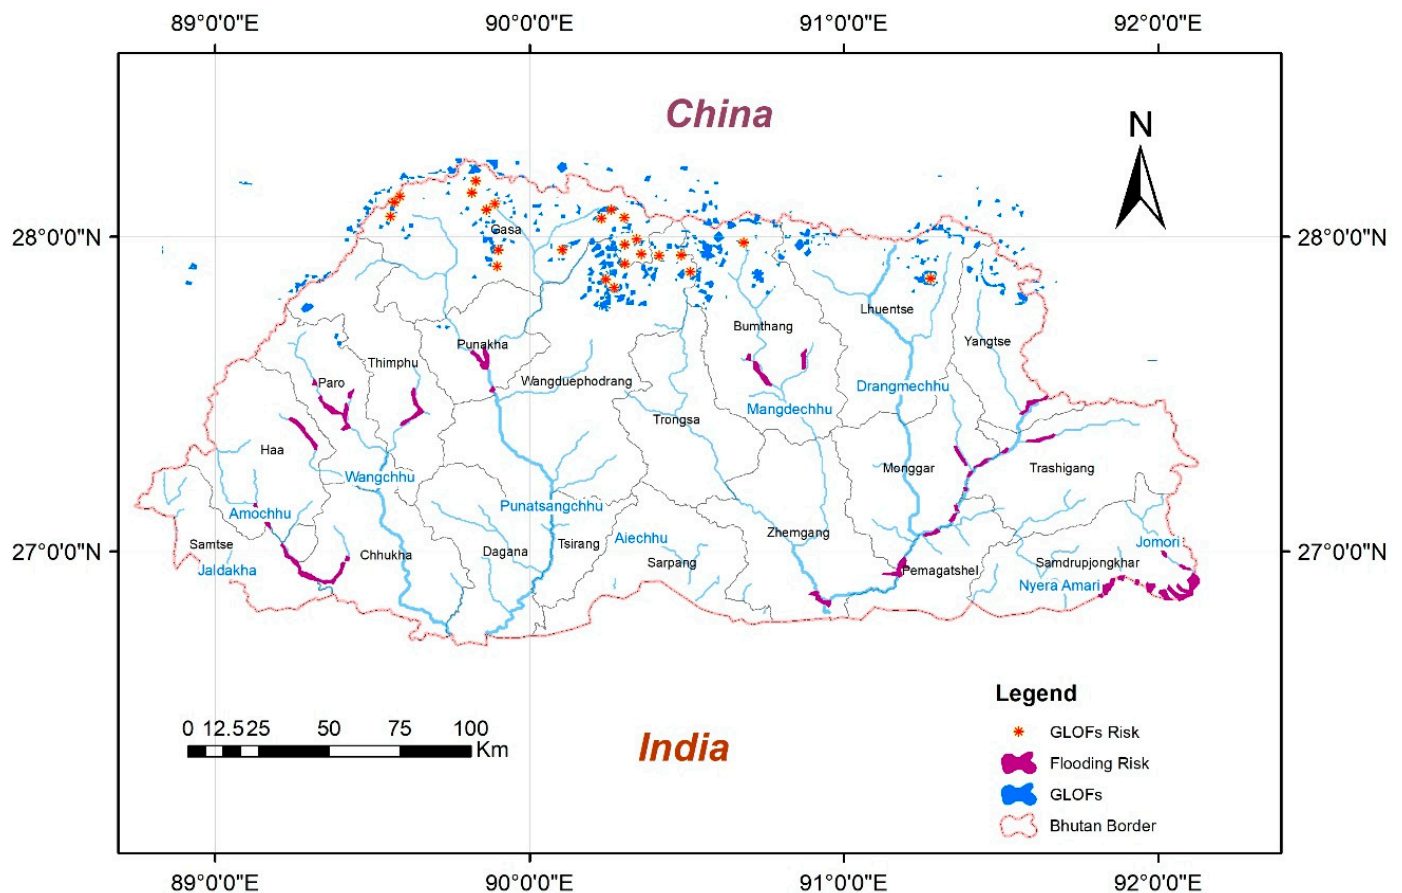 89°0'0"E 90°0'0"E 91°0'0"E 92°0'0"E
China
N
28°0'0"N 28°0'0"N
Gasa
Lhuentse
Bumthang
Yangtse
Punakha
Thimphu
Paro
Wangduephodrang
Drangmechhu
Mangdechhu
Trongsa
Haa
Monggar
Trashigang
Wangchhu
Punatsangchhu
Amochhu
Zhemgang
Aiechhu
Jomori
Samtse
Tsirang
27°0'0"N 27°0'0"N
Chhukha
Dagana
Sarpang
Samdrupjongkhar
Jaldakha
Pemagatshel
Nyera Amari
Legend
0 12.5 25 50 75 100
Km
India
GLOFs Risk
Flooding Risk
GLOFs
Bhutan Border
89°0'0"E 90°0'0"E 91°0'0"E 92°0'0"E